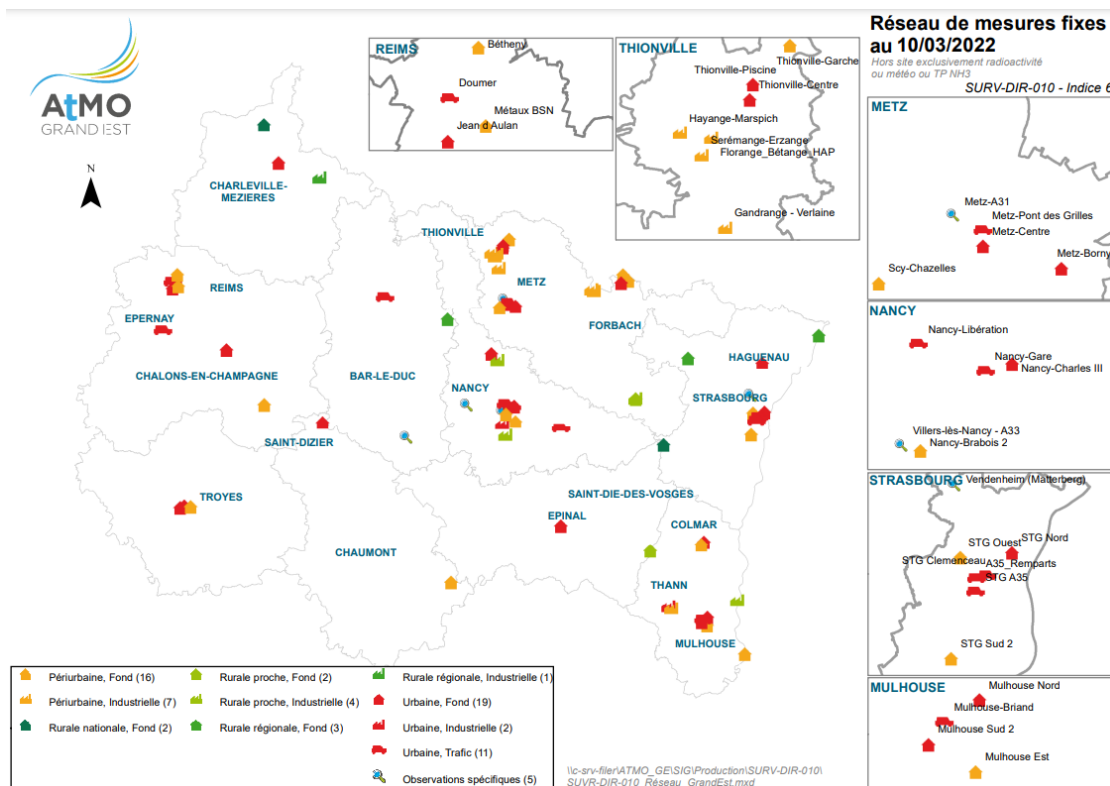 Réseau de mesures fixes
au 10/03/2022
Hors site exclusivement radioactivité
ou météo ou TP NH3
SURV-DIR-010 - Indice 6
AtMO
GRAND EST
N
REIMS
Bétheny
Doumer
Métaux BSN
Jean d Aulan
THIONVILLE
Thionville-Garche
Thionville-Piscine
Thionville-Centre
Hayange-Marspich
Serémange-Erzange
Florange_Bétange_HAP
Gandrange - Verlaine
METZ
Metz-A31
Metz-Pont des Grilles
Metz-Centre
Metz-Borny
Scy-Chazelles
NANCY
Nancy-Libération
Nancy-Gare
Nancy-Charles III
Villers-lès-Nancy - A33
Nancy-Brabois 2
STRASBOURG
Vendenheim (Matterberg)
STG Ouest
STG Nord
STG Clemenceau
A35_Remparts
STG A35
STG Sud 2
MULHOUSE
Mulhouse Nord
Mulhouse-Briand
Mulhouse Sud 2
Mulhouse Est
CHARLEVILLE-
MEZIERES
THIONVILLE
REIMS
METZ
EPERNAY
FORBACH
CHALONS-EN-CHAMPAGNE
BAR-LE-DUC
HAGUENAU
NANCY
STRASBOURG
SAINT-DIZIER
TROYES
SAINT-DIE-DES-VOSGES
EPINAL
COLMAR
CHAUMONT
THANN
MULHOUSE
Périurbaine, Fond (16)
Périurbaine, Industrielle (7)
Rurale nationale, Fond (2)
Rurale proche, Fond (2)
Rurale proche, Industrielle (4)
Rurale régionale, Fond (3)
Rurale régionale, Industrielle (1)
Urbaine, Fond (19)
Urbaine, Industrielle (2)
Urbaine, Trafic (11)
Observations spécifiques (5)
\\c-srv-filer\ATMO_GE\SIG\Production\SURV-DIR-010\
SUVR-DIR-010_Réseau_GrandEst.mxd